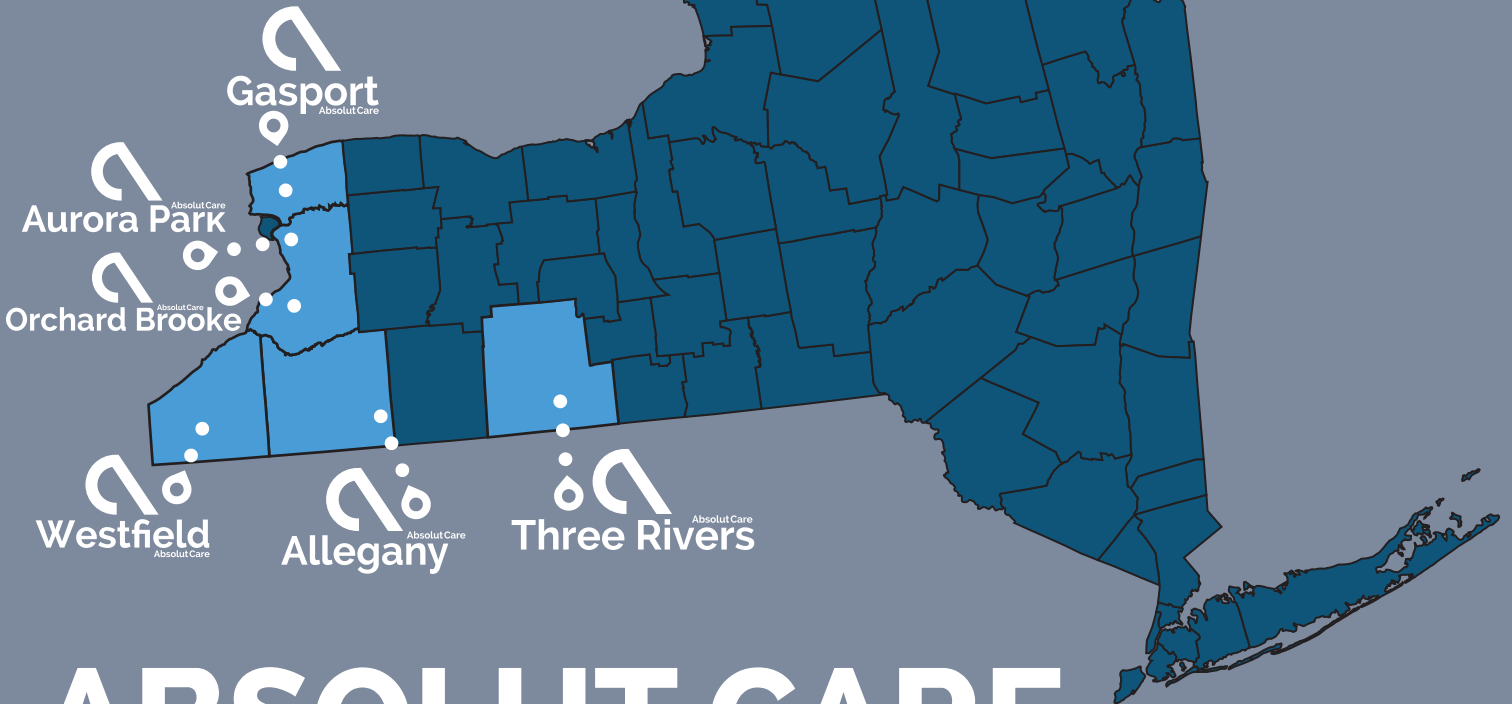 Gasport
Absolut Care
Absolut Care
Aurora Park
Absolut Care
Orchard Brooke
Westfield
Absolut Care
Absolut Care
Allegany
Absolut Care
Three Rivers
ABSOLUT CARE